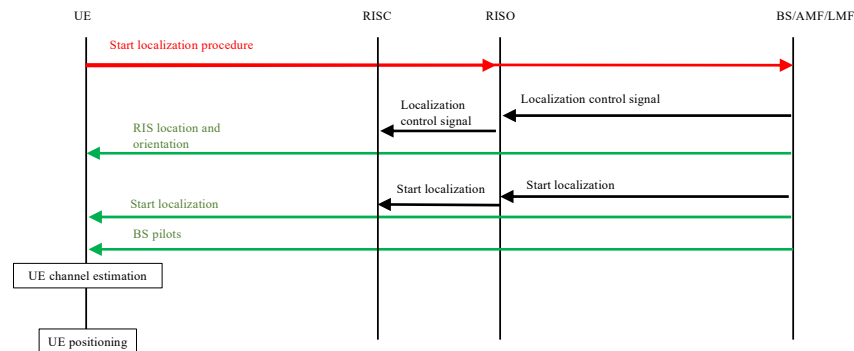 UE
RISC
RISO
BS/AMF/LMF
Start localization procedure
Localization control signal
Localization
control signal
RIS location and
orientation
Start localization
Start localization
Start localization
BS pilots
UE channel estimation
UE positioning